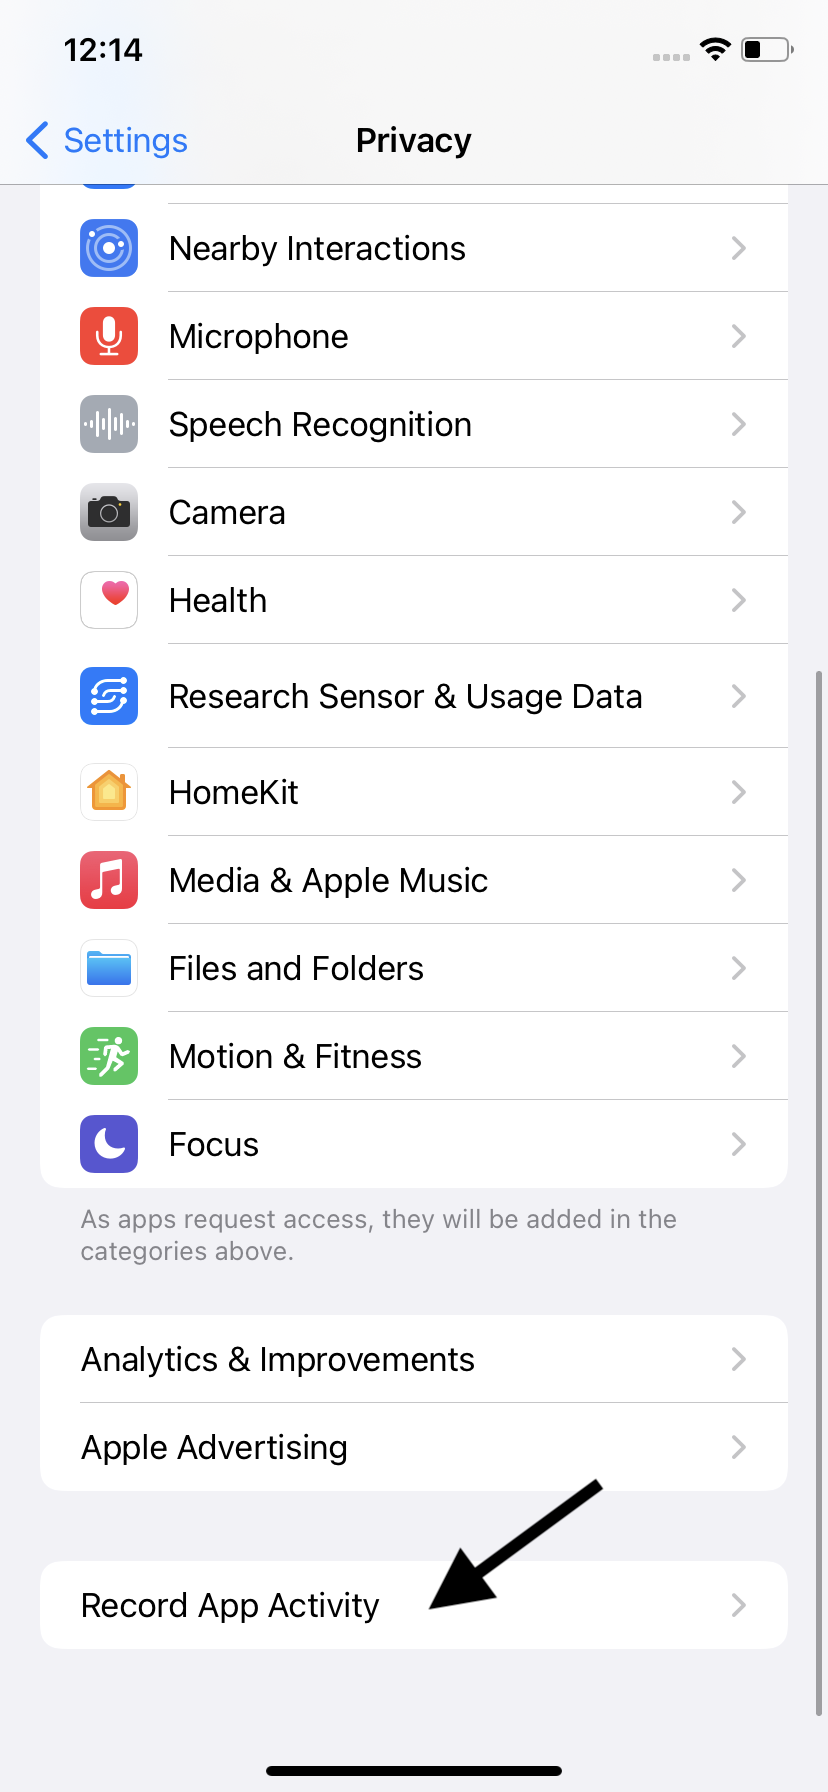 12:14
Settings
Privacy
Nearby Interactions
Microphone
Speech Recognition
Camera
Health
Research Sensor & Usage Data
HomeKit
Media & Apple Music
Files and Folders
Motion & Fitness
Focus
As apps request access, they will be added in the
categories above.
Analytics & Improvements
Apple Advertising
Record App Activity